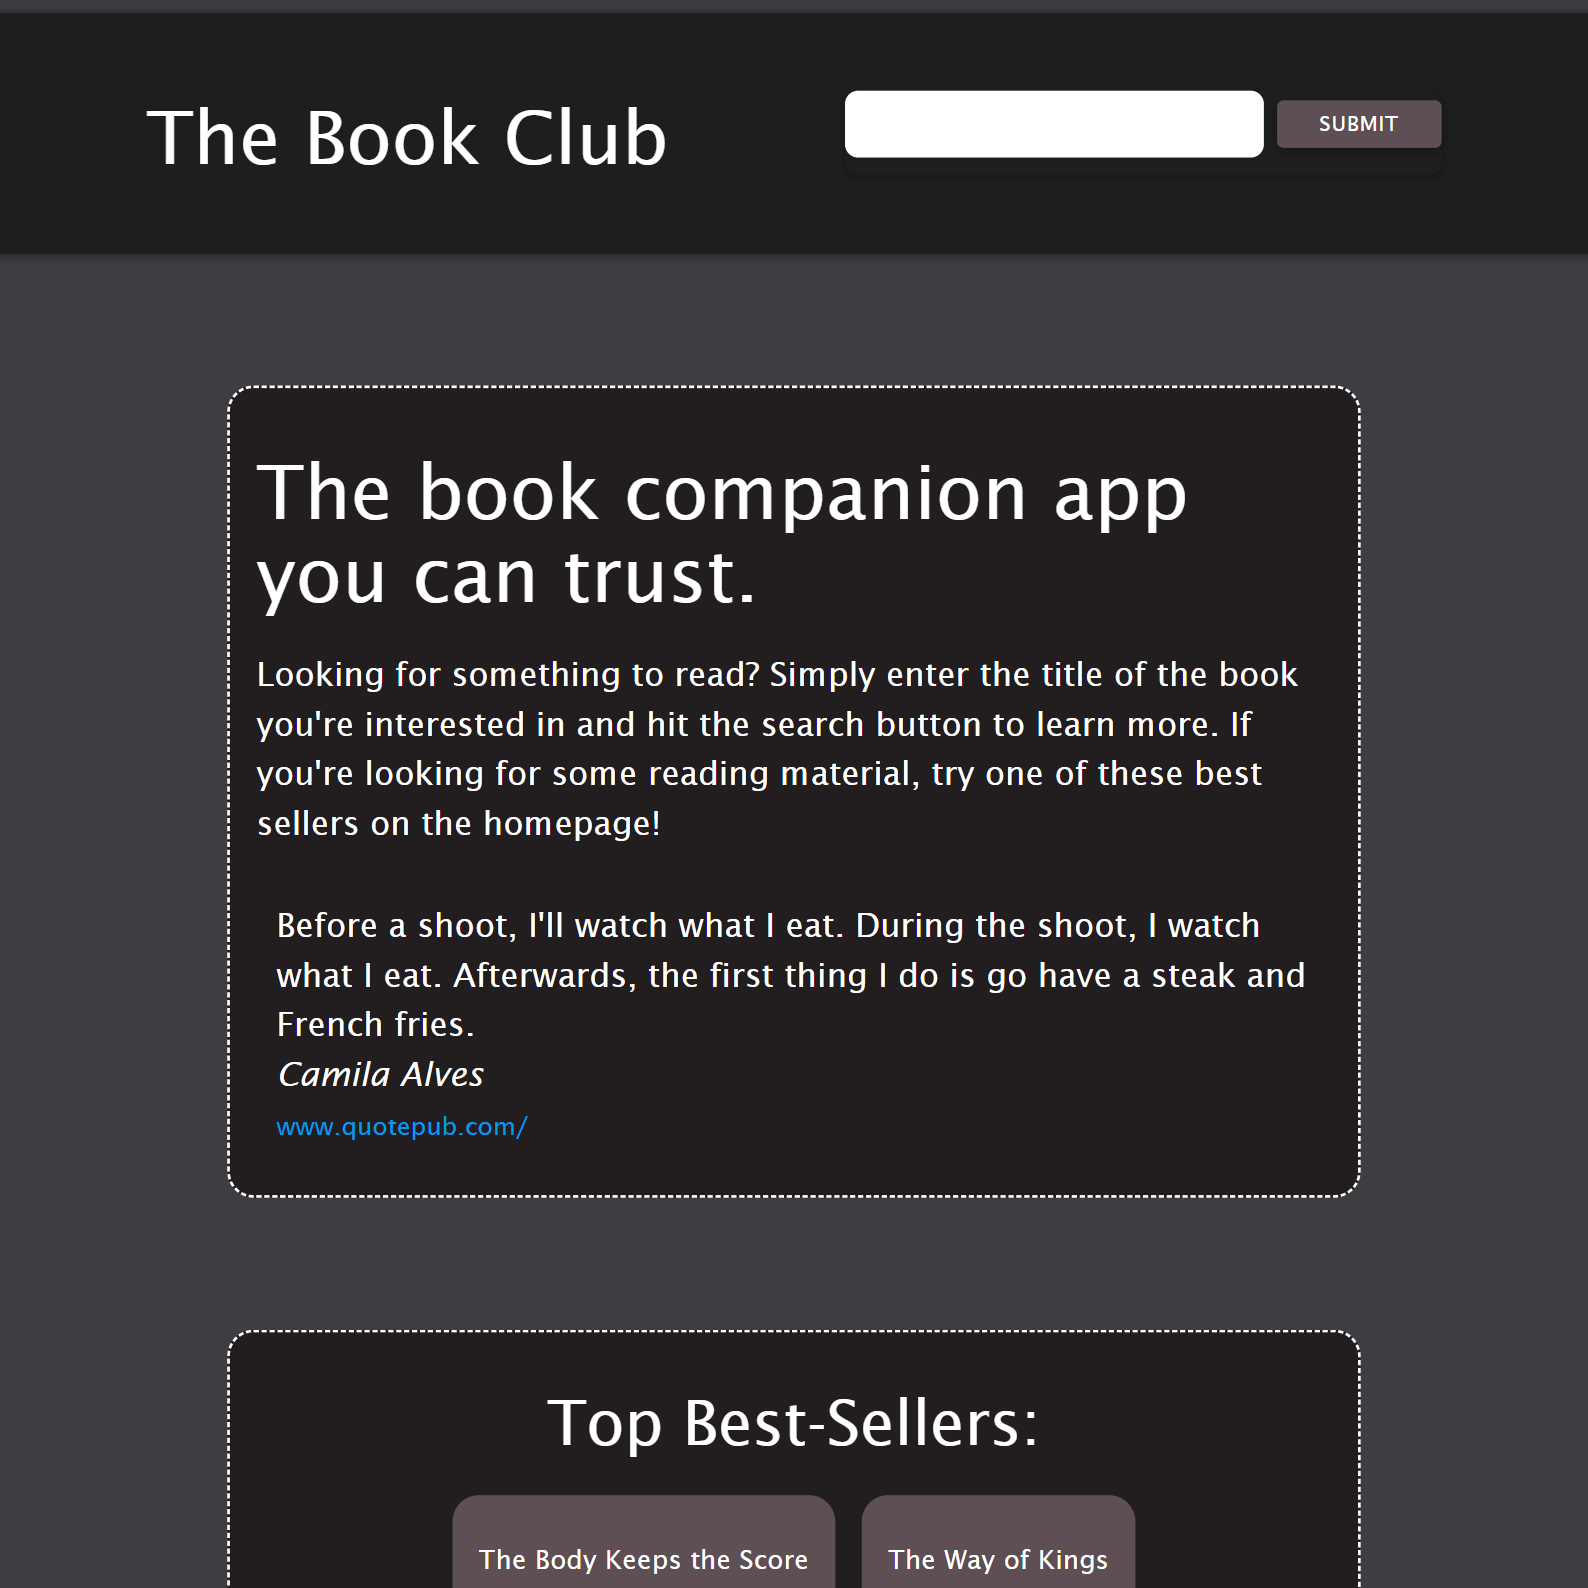 The Book Club
SUBMIT
The book companion app
you can trust.
Looking for something to read? Simply enter the title of the book
you're interested in and hit the search button to learn more. If
you're looking for some reading material, try one of these best
sellers on the homepage!
Before a shoot, I'll watch what I eat. During the shoot, I watch
what I eat. Afterwards, the first thing I do is go have a steak and
French fries.
Camila Alves
www.quotepub.com/
Top Best-Sellers:
The Body Keeps the Score
The Way of Kings